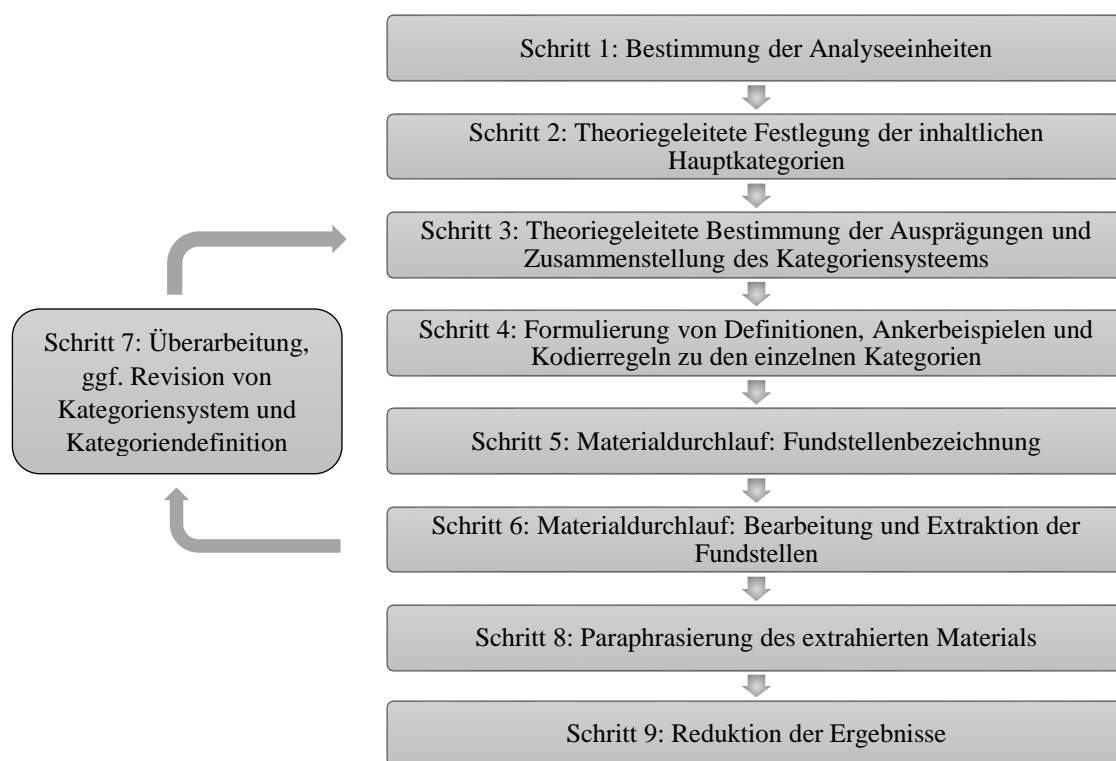 Schritt 1: Bestimmung der Analyseeinheiten
Schritt 2: Theoriegeleitete Festlegung der inhaltlichen
Hauptkategorien
Schritt 3: Theoriegeleitete Bestimmung der Ausprägungen und
Zusammenstellung des Kategoriensysteems
Schritt 4: Formulierung von Definitionen, Ankerbeispielen und
Kodierregeln zu den einzelnen Kategorien
Schritt 5: Materialdurchlauf: Fundstellenbezeichnung
Schritt 6: Materialdurchlauf: Bearbeitung und Extraktion der
Fundstellen
Schritt 7: Überarbeitung,
ggf. Revision von
Kategoriensystem und
Kategoriendefinition
Schritt 8: Paraphrasierung des extrahierten Materials
Schritt 9: Reduktion der Ergebnisse